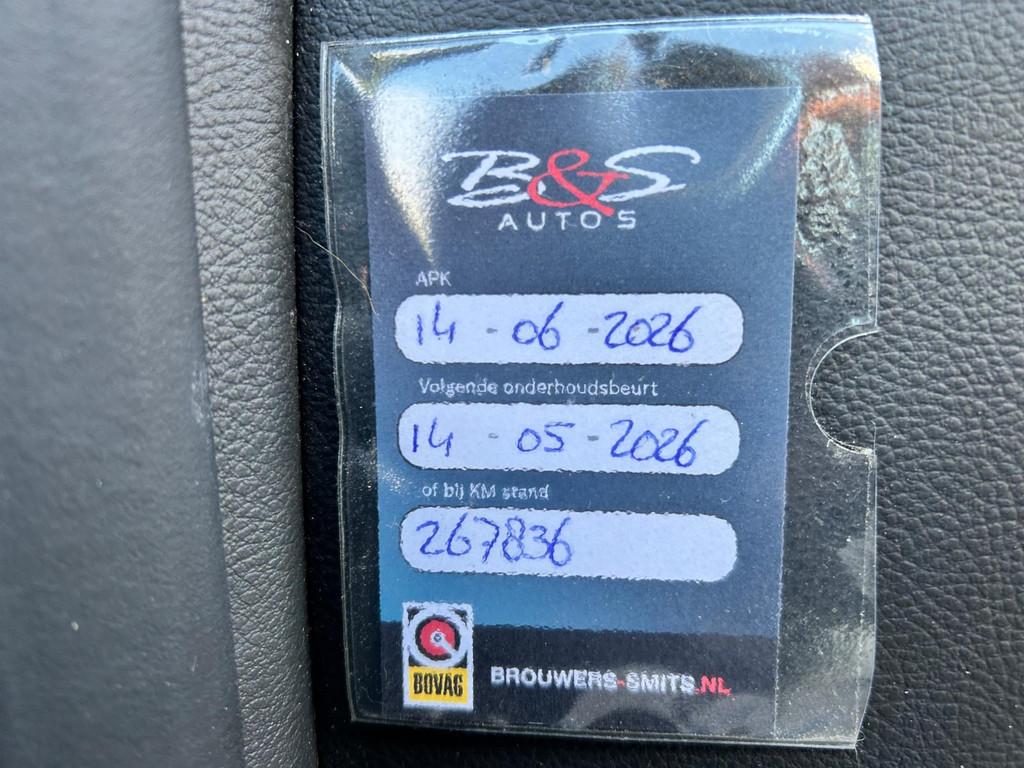 B&S
AUTOS
APK
14 - 06 - 2026
Volgende onderhoudsbeurt
14 - 05 - 2026
of bij KM stand
267836
BOVAG
BROUWERS-SMITS.NL